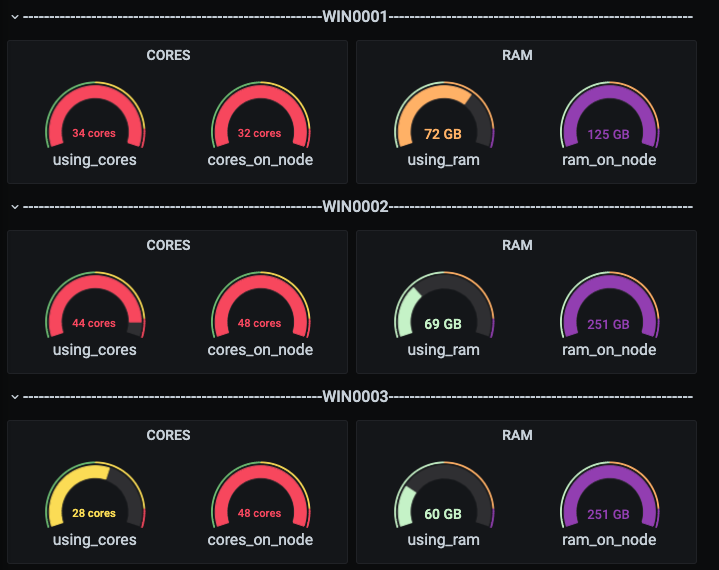 -----WIN0001-----
CORES
RAM
34 cores
32 cores
72 GB
125 GB
using_cores
cores_on_node
using_ram
ram_on_node
-----WIN0002-----
CORES
RAM
44 cores
48 cores
69 GB
251 GB
using_cores
cores_on_node
using_ram
ram_on_node
-----WIN0003-----
CORES
RAM
28 cores
48 cores
60 GB
251 GB
using_cores
cores_on_node
using_ram
ram_on_node